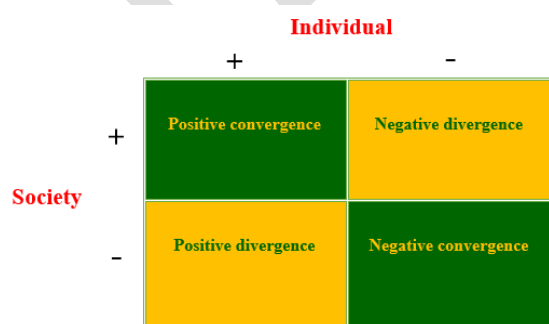 Individual
+ -
+ Positive convergence Negative divergence
Society
- Positive divergence Negative convergence